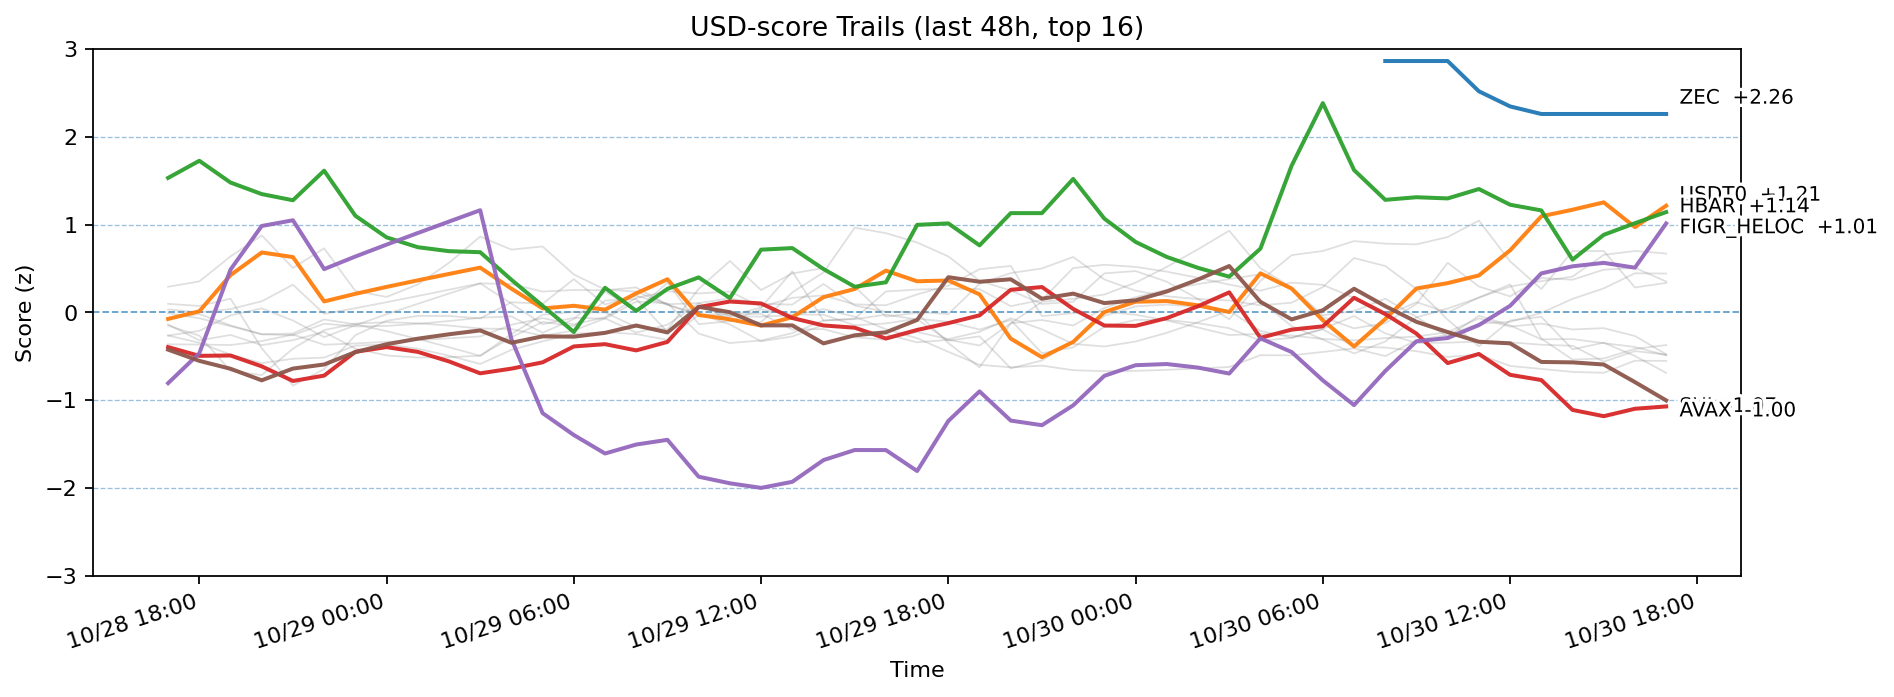 USD-score Trails (last 48h, top 16)
Score (z)
3
2
1
0
−1
−2
−3
ZEC +2.26
USDT0 +1.21
HBAR +1.14
FIGR_HELOC +1.01
AVAX -1.00
10/28 18:00
10/29 00:00
10/29 06:00
10/29 12:00
10/29 18:00
10/30 00:00
10/30 06:00
10/30 12:00
10/30 18:00
Time